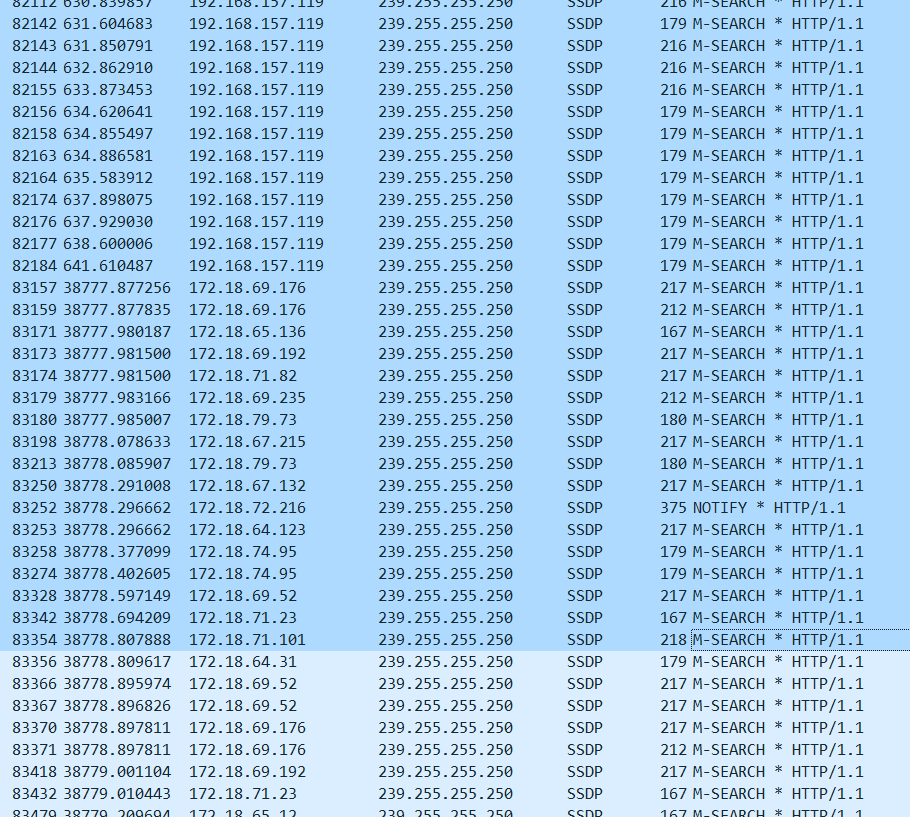 82112 630.839857 192.168.157.119 239.255.255.250 SSDP 216 M-SEARCH * HTTP/1.1
82142 631.604683 192.168.157.119 239.255.255.250 SSDP 179 M-SEARCH * HTTP/1.1
82143 631.850791 192.168.157.119 239.255.255.250 SSDP 216 M-SEARCH * HTTP/1.1
82144 632.862910 192.168.157.119 239.255.255.250 SSDP 216 M-SEARCH * HTTP/1.1
82155 633.873453 192.168.157.119 239.255.255.250 SSDP 216 M-SEARCH * HTTP/1.1
82156 634.620641 192.168.157.119 239.255.255.250 SSDP 179 M-SEARCH * HTTP/1.1
82158 634.855497 192.168.157.119 239.255.255.250 SSDP 179 M-SEARCH * HTTP/1.1
82163 634.886581 192.168.157.119 239.255.255.250 SSDP 179 M-SEARCH * HTTP/1.1
82164 635.583912 192.168.157.119 239.255.255.250 SSDP 179 M-SEARCH * HTTP/1.1
82174 637.898075 192.168.157.119 239.255.255.250 SSDP 179 M-SEARCH * HTTP/1.1
82176 637.929030 192.168.157.119 239.255.255.250 SSDP 179 M-SEARCH * HTTP/1.1
82177 638.600006 192.168.157.119 239.255.255.250 SSDP 179 M-SEARCH * HTTP/1.1
82184 641.610487 192.168.157.119 239.255.255.250 SSDP 179 M-SEARCH * HTTP/1.1
83157 38777.877256 172.18.69.176 239.255.255.250 SSDP 217 M-SEARCH * HTTP/1.1
83159 38777.877835 172.18.69.176 239.255.255.250 SSDP 212 M-SEARCH * HTTP/1.1
83171 38777.980187 172.18.65.136 239.255.255.250 SSDP 167 M-SEARCH * HTTP/1.1
83173 38777.981500 172.18.69.192 239.255.255.250 SSDP 217 M-SEARCH * HTTP/1.1
83174 38777.981500 172.18.71.82 239.255.255.250 SSDP 217 M-SEARCH * HTTP/1.1
83179 38777.983166 172.18.69.235 239.255.255.250 SSDP 212 M-SEARCH * HTTP/1.1
83180 38777.985007 172.18.79.73 239.255.255.250 SSDP 180 M-SEARCH * HTTP/1.1
83198 38778.078633 172.18.67.215 239.255.255.250 SSDP 217 M-SEARCH * HTTP/1.1
83213 38778.085907 172.18.79.73 239.255.255.250 SSDP 180 M-SEARCH * HTTP/1.1
83250 38778.291008 172.18.67.132 239.255.255.250 SSDP 217 M-SEARCH * HTTP/1.1
83252 38778.296662 172.18.72.216 239.255.255.250 SSDP 375 NOTIFY * HTTP/1.1
83253 38778.296662 172.18.64.123 239.255.255.250 SSDP 217 M-SEARCH * HTTP/1.1
83258 38778.377099 172.18.74.95 239.255.255.250 SSDP 179 M-SEARCH * HTTP/1.1
83274 38778.402605 172.18.74.95 239.255.255.250 SSDP 179 M-SEARCH * HTTP/1.1
83328 38778.597149 172.18.69.52 239.255.255.250 SSDP 217 M-SEARCH * HTTP/1.1
83342 38778.694209 172.18.71.23 239.255.255.250 SSDP 167 M-SEARCH * HTTP/1.1
83354 38778.807888 172.18.71.101 239.255.255.250 SSDP 218 M-SEARCH * HTTP/1.1
83356 38778.809617 172.18.64.31 239.255.255.250 SSDP 179 M-SEARCH * HTTP/1.1
83366 38778.895974 172.18.69.52 239.255.255.250 SSDP 217 M-SEARCH * HTTP/1.1
83367 38778.896826 172.18.69.52 239.255.255.250 SSDP 217 M-SEARCH * HTTP/1.1
83370 38778.897811 172.18.69.176 239.255.255.250 SSDP 217 M-SEARCH * HTTP/1.1
83371 38778.897811 172.18.69.176 239.255.255.250 SSDP 212 M-SEARCH * HTTP/1.1
83418 38779.001104 172.18.69.192 239.255.255.250 SSDP 217 M-SEARCH * HTTP/1.1
83432 38779.010443 172.18.71.23 239.255.255.250 SSDP 167 M-SEARCH * HTTP/1.1
83479 38779.209694 172.18.65.12 239.255.255.250 SSDP 167 M-SEARCH * HTTP/1.1